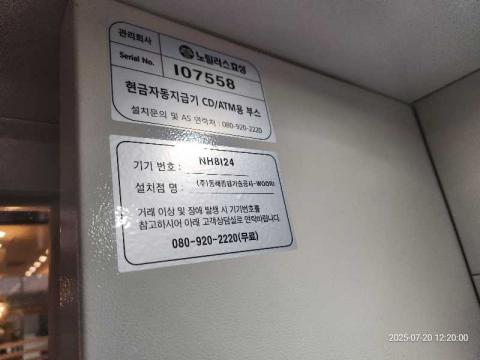 관리회사 노틸러스효성
Serial No. 107558
현금자동지급기 CD/ATM용 부스
설치문의 및 AS 연락처 : 080-920-2220
기기 번호 : NH8124
설치점 명 : (주)동해종합기술공사-WOORI
거래 이상 및 장애 발생 시 기기번호를
참고하시어 아래 고객상담실로 연락바랍니다.
080-920-2220(무료)
2025-07-20 12:20:00